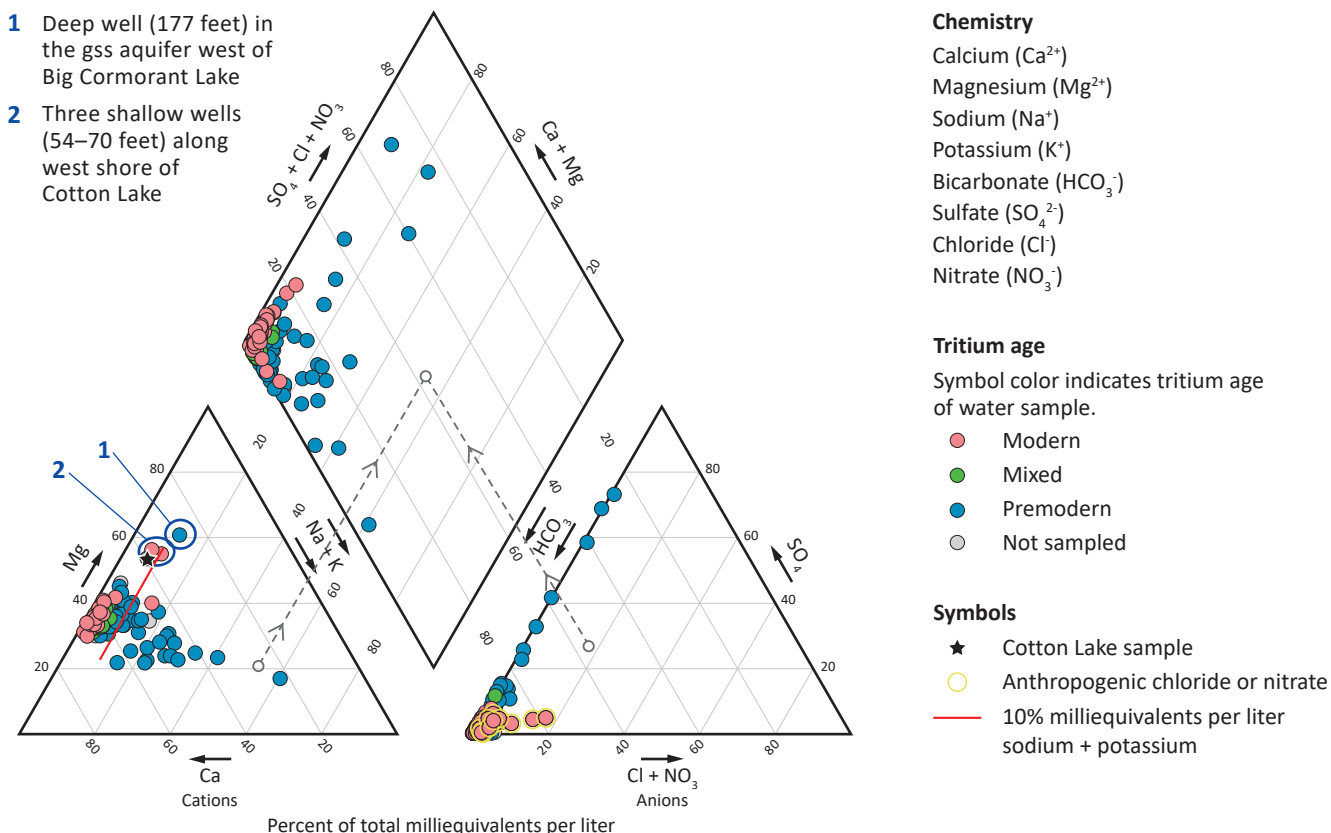 1 Deep well (177 feet) in
the gss aquifer west of
Big Cormorant Lake
2 Three shallow wells
(54–70 feet) along
west shore of
Cotton Lake
80
80
SO₄ + Cl + NO₃
60
60
Ca + Mg
40
40
20
20
1
2
80
60
Mg
40
20
20
40
Na + K
60
80
80
60
40
20
Ca
Cations
20
40
HCO₃
60
80
80
60
SO₄
40
20
20
40
60
80
Cl + NO₃
Anions
Percent of total milliequivalents per liter
Chemistry
Calcium (Ca²⁺)
Magnesium (Mg²⁺)
Sodium (Na⁺)
Potassium (K⁺)
Bicarbonate (HCO₃⁻)
Sulfate (SO₄²⁻)
Chloride (Cl⁻)
Nitrate (NO₃⁻)
Tritium age
Symbol color indicates tritium age
of water sample.
Modern
Mixed
Premodern
Not sampled
Symbols
Cotton Lake sample
Anthropogenic chloride or nitrate
10% milliequivalents per liter
sodium + potassium